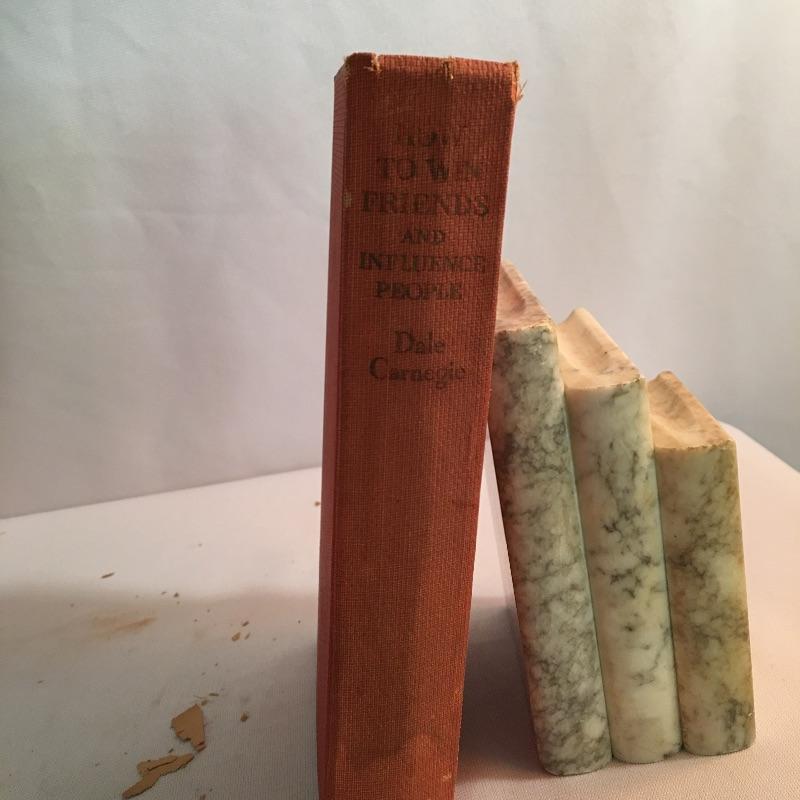 HOW
TO WIN
FRIENDS
AND
INFLUENCE
PEOPLE
Dale
Carnegie